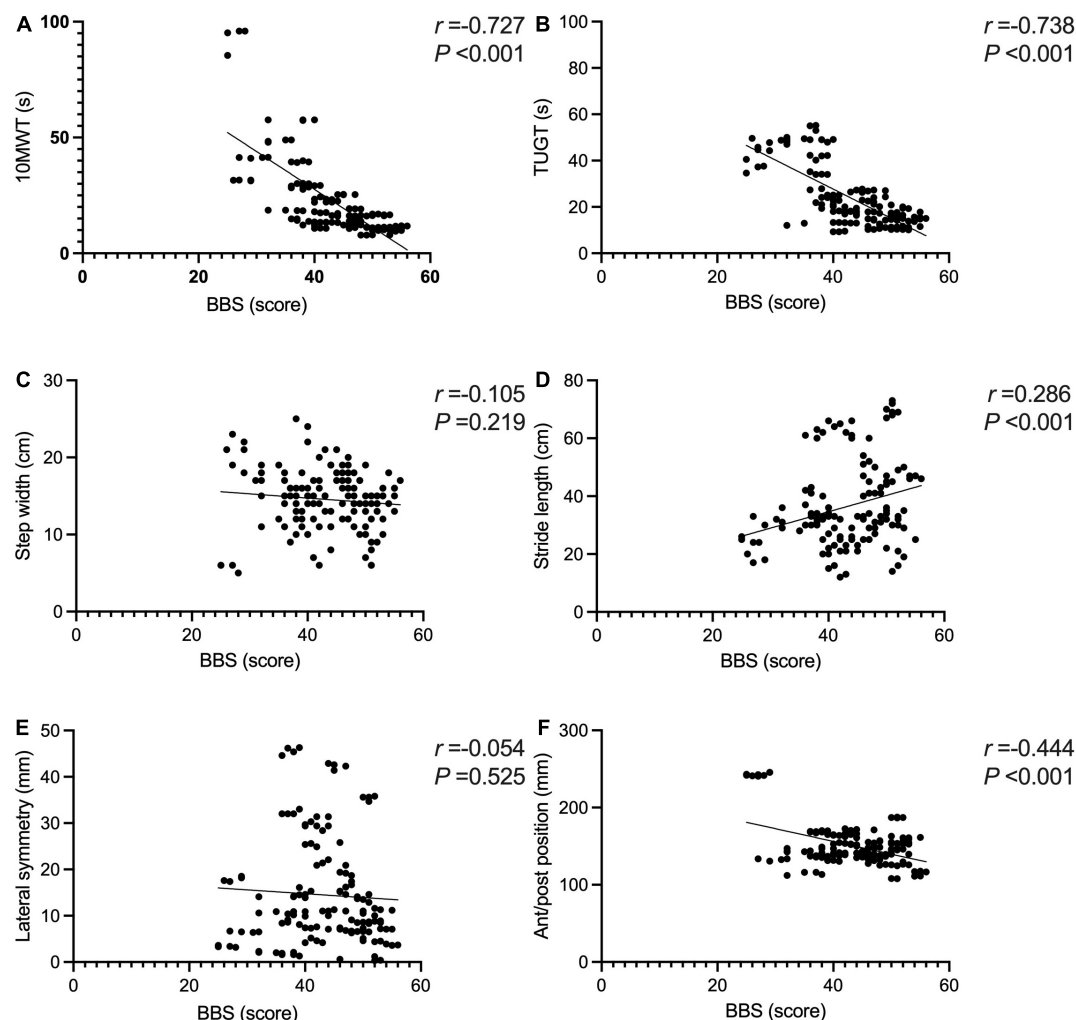 A
10MWT (s)
100
50
0
0 20 40 60
BBS (score)
r =-0.727
P <0.001
B
TUGT (s)
100
80
60
40
20
0
0 20 40 60
BBS (score)
r =-0.738
P <0.001
C
Step width (cm)
30
20
10
0
0 20 40 60
BBS (score)
r =-0.105
P =0.219
D
Stride length (cm)
80
60
40
20
0
0 20 40 60
BBS (score)
r =0.286
P <0.001
E
Lateral symmetry (mm)
50
40
30
20
10
0
0 20 40 60
BBS (score)
r =-0.054
P =0.525
F
Ant/post position (mm)
300
200
100
0
0 20 40 60
BBS (score)
r =-0.444
P <0.001